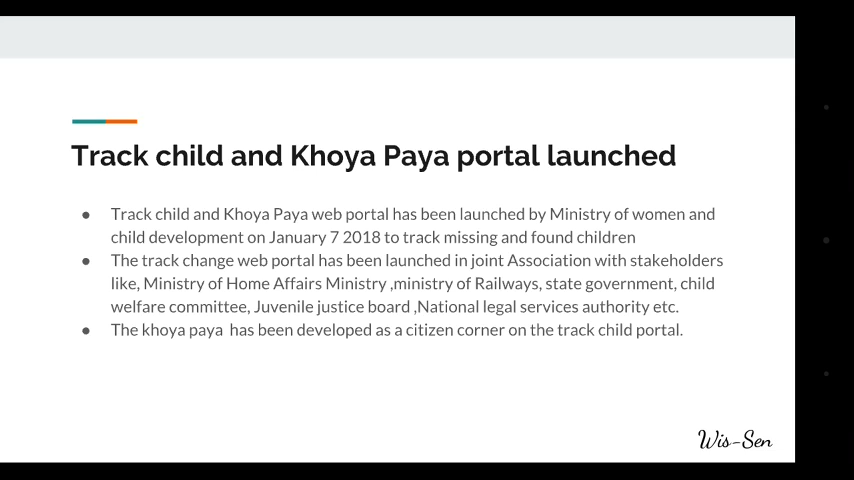 Track child and Khoya Paya portal launched
● Track child and Khoya Paya web portal has been launched by Ministry of women and
child development on January 7 2018 to track missing and found children
● The track change web portal has been launched in joint Association with stakeholders
like, Ministry of Home Affairs Ministry ,ministry of Railways, state government, child
welfare committee, Juvenile justice board ,National legal services authority etc.
● The khoya paya  has been developed as a citizen corner on the track child portal.
Wis-Sen